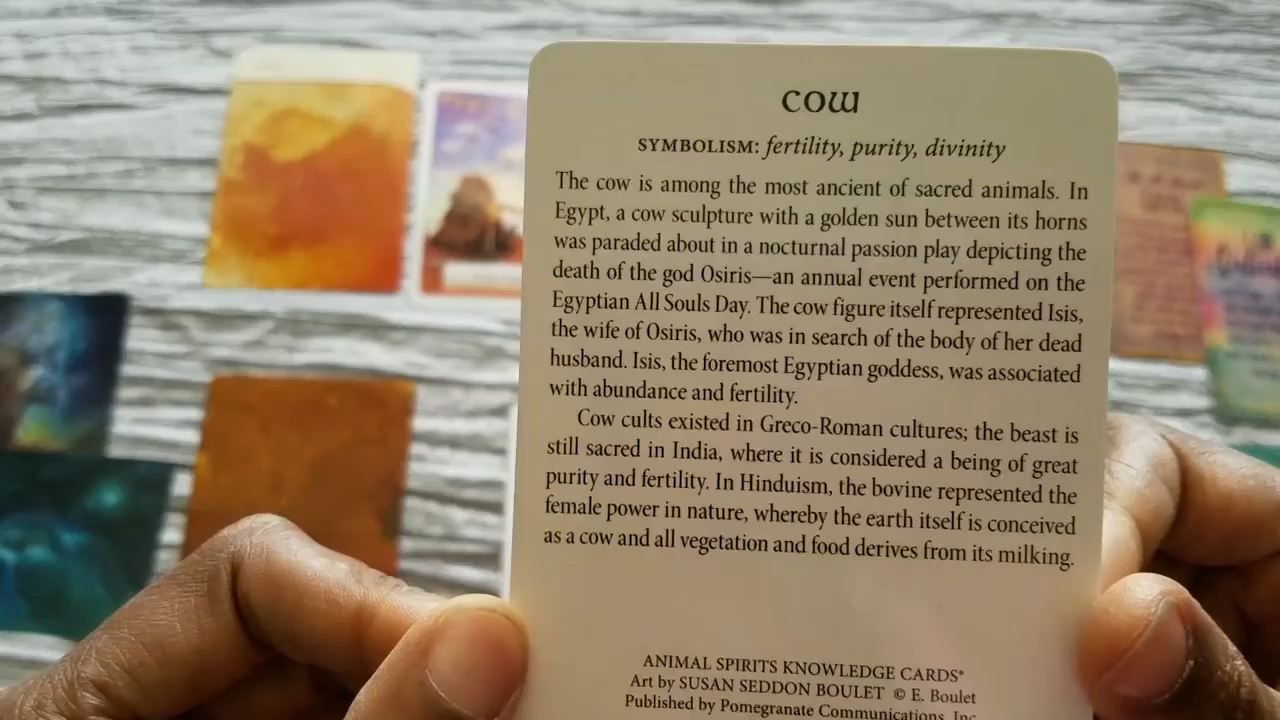 COW
SYMBOLISM: fertility, purity, divinity
The cow is among the most ancient of sacred animals. In
Egypt, a cow sculpture with a golden sun between its horns
was paraded about in a nocturnal passion play depicting the
death of the god Osiris—an annual event performed on the
Egyptian All Souls Day. The cow figure itself represented Isis,
the wife of Osiris, who was in search of the body of her dead
husband. Isis, the foremost Egyptian goddess, was associated
with abundance and fertility.
Cow cults existed in Greco-Roman cultures; the beast is
still sacred in India, where it is considered a being of great
purity and fertility. In Hinduism, the bovine represented the
female power in nature, whereby the earth itself is conceived
as a cow and all vegetation and food derives from its milking.
ANIMAL SPIRITS KNOWLEDGE CARDS®
Art by SUSAN SEDDON BOULET © E. Boulet
Published by Pomegranate Communications, Inc